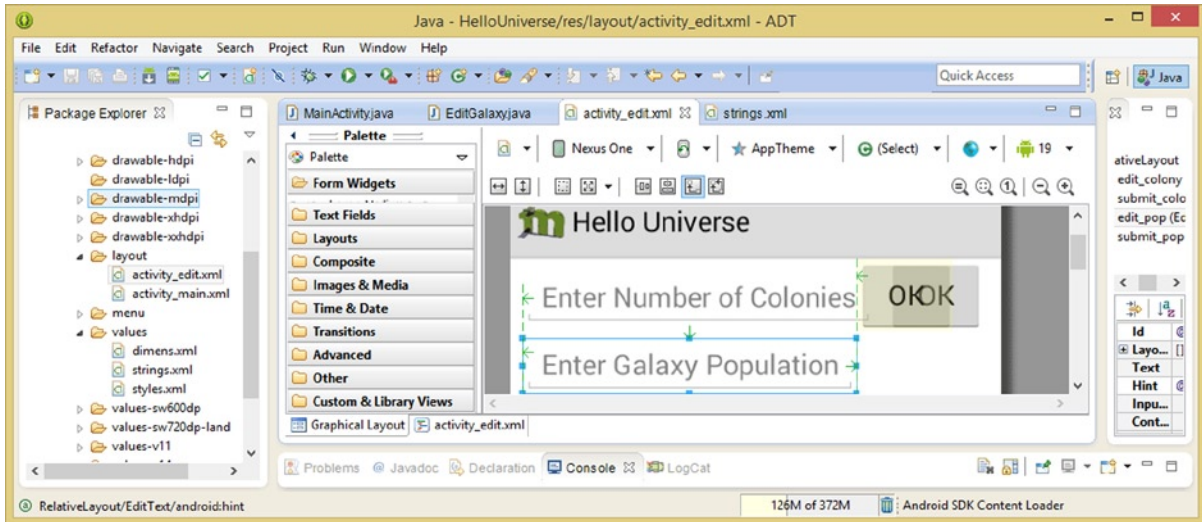 Java - HelloUniverse/res/layout/activity_edit.xml - ADT
File Edit Refactor Navigate Search Project Run Window Help
Quick Access
Java
Package Explorer
drawable-hdpi
drawable-ldpi
drawable-mdpi
drawable-xhdpi
drawable-xxhdpi
layout
activity_edit.xml
activity_main.xml
menu
values
dimens.xml
strings.xml
styles.xml
values-sw600dp
values-sw720dp-land
values-v11
MainActivity.java EditGalaxy.java activity_edit.xml strings.xml
Palette
Palette
Form Widgets
Text Fields
Layouts
Composite
Images & Media
Time & Date
Transitions
Advanced
Other
Custom & Library Views
Graphical Layout activity_edit.xml
Nexus One AppTheme (Select) 19
Hello Universe
Enter Number of Colonies OK OK
Enter Galaxy Population
ativeLayout
edit_colony
submit_colo
edit_pop (Ec
submit_pop
Id
Layo... []
Text
Hint
Inpu...
Cont...
Problems @ Javadoc Declaration Console LogCat
RelativeLayout/EditText/android:hint 126M of 372M Android SDK Content Loader